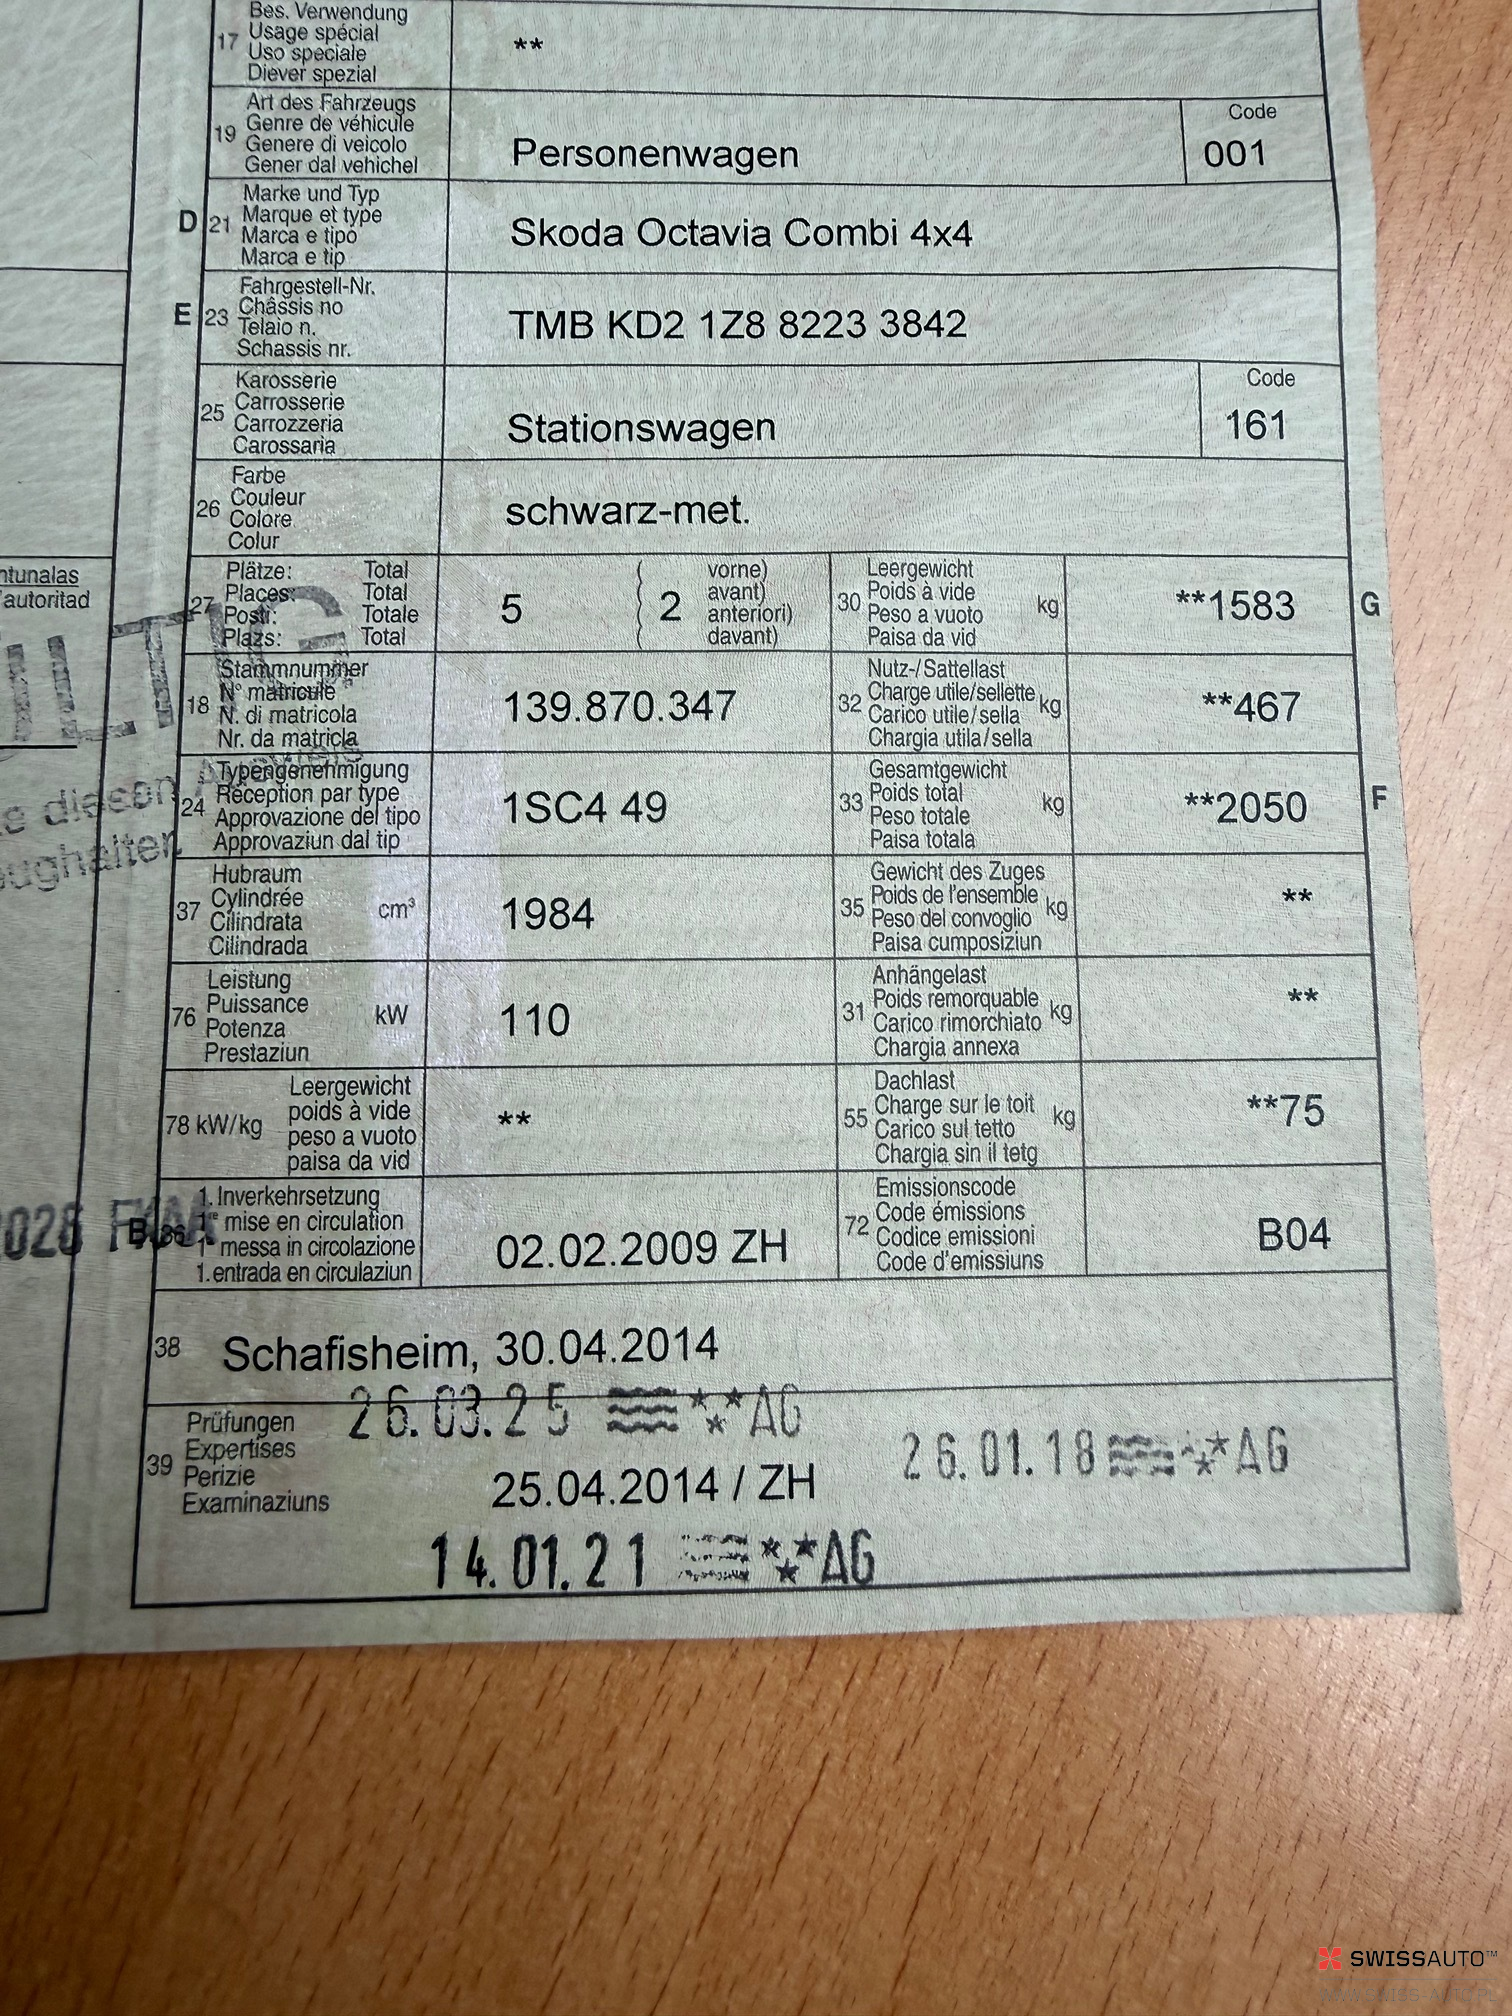 17 Bes. Verwendung
Usage spécial
Uso speciale
Diever spezial
**
19 Art des Fahrzeugs
Genre de véhicule
Genere di veicolo
Gener dal vehichel
Personenwagen
Code
001
D 21 Marke und Typ
Marque et type
Marca e tipo
Marca e tip
Skoda Octavia Combi 4x4
E 23 Fahrgestell-Nr.
Châssis no
Telaio n.
Schassis nr.
TMB KD2 1Z8 8223 3842
25 Karosserie
Carrosserie
Carrozzeria
Carossaria
Stationswagen
Code
161
26 Farbe
Couleur
Colore
Colur
schwarz-met.
ntunalas
'autoritad
27 Plätze: Total
Places: Total
Posti: Totale
Plazs: Total
5 ( 2 vorne)
avant)
anteriori)
davant)
30 Leergewicht
Poids à vide
Peso a vuoto
Paisa da vid
kg
**1583 G
ILTIG
18 Stammnummer
N° matricule
N. di matricola
Nr. da matricla
139.870.347
32 Nutz-/Sattellast
Charge utile/sellette
Carico utile/sella
Chargia utila/sella
kg
**467
24 Typengenehmigung
Réception par type
Approvazione del tipo
Approvaziun dal tip
1SC4 49
33 Gesamtgewicht
Poids total
Peso totale
Paisa totala
kg
**2050 F
e diesen Ausweis
eughalter
37 Hubraum
Cylindrée
Cilindrata
Cilindrada
cm³
1984
35 Gewicht des Zuges
Poids de l'ensemble
Peso del convoglio
Paisa cumposiziun
kg
**
76 Leistung
Puissance
Potenza
Prestaziun
kW
110
31 Anhängelast
Poids remorquable
Carico rimorchiato
Chargia annexa
kg
**
78 kW/kg Leergewicht
poids à vide
peso a vuoto
paisa da vid
**
55 Dachlast
Charge sur le toit
Carico sul tetto
Chargia sin il tetg
kg
**75
B 36 1. Inverkehrsetzung
1re mise en circulation
1a messa in circolazione
1. entrada en circulaziun
02.02.2009 ZH
72 Emissionscode
Code émissions
Codice emissioni
Code d'emissiuns
B04
38 Schafisheim, 30.04.2014
26.03.25 AG
39 Prüfungen
Expertises
Perizie
Examinaziuns
25.04.2014 / ZH
26.01.18 AG
14.01.21 AG
SWISSAUTO™